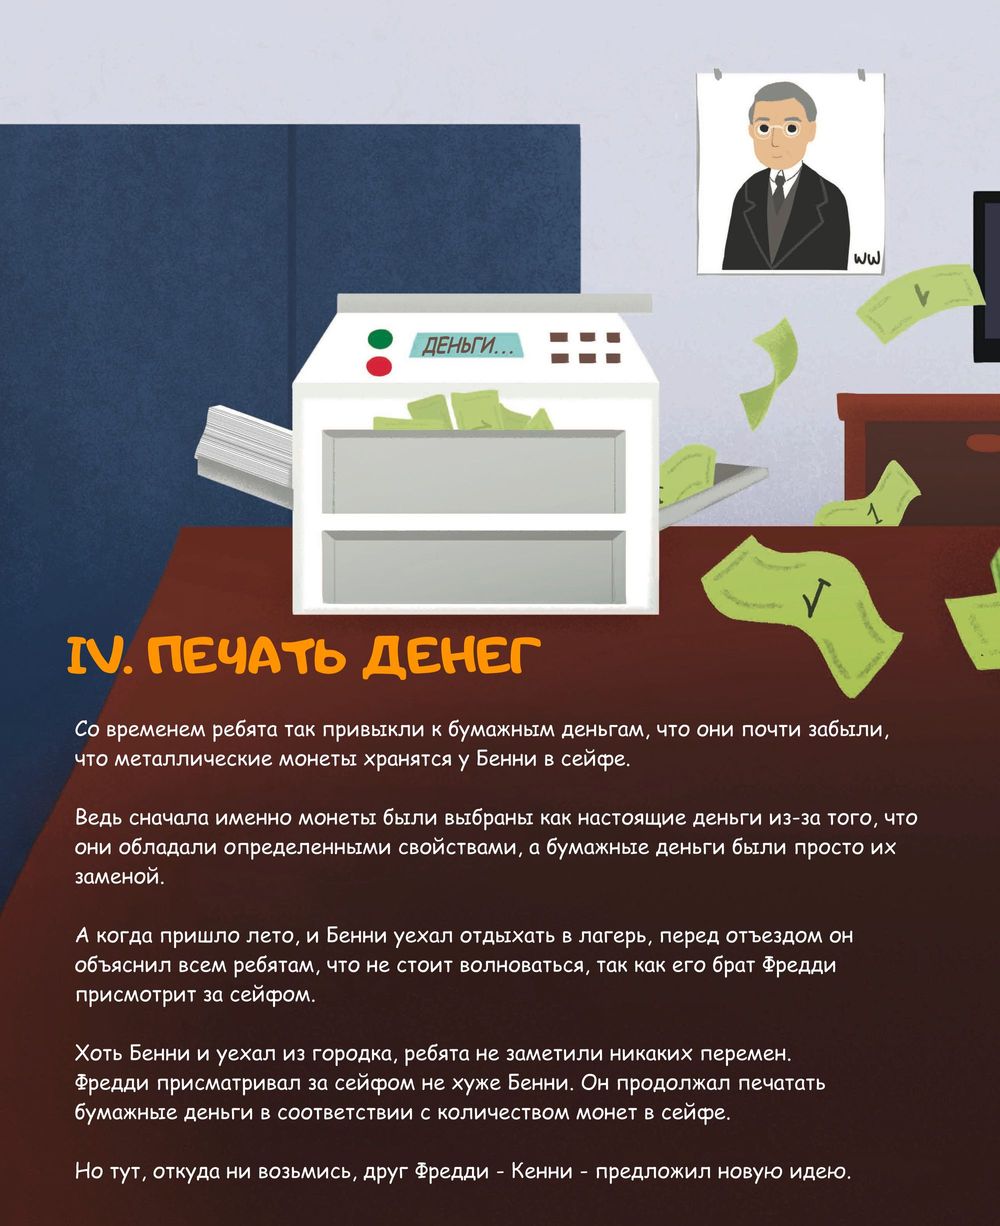 WW
ДЕНЬГИ...
1
1
IV. ПЕЧАТЬ ДЕНЕГ
Со временем ребята так привыкли к бумажным деньгам, что они почти забыли,
что металлические монеты хранятся у Бенни в сейфе.
Ведь сначала именно монеты были выбраны как настоящие деньги из-за того, что
они обладали определенными свойствами, а бумажные деньги были просто их
заменой.
А когда пришло лето, и Бенни уехал отдыхать в лагерь, перед отъездом он
объяснил всем ребятам, что не стоит волноваться, так как его брат Фредди
присмотрит за сейфом.
Хоть Бенни и уехал из городка, ребята не заметили никаких перемен.
Фредди присматривал за сейфом не хуже Бенни. Он продолжал печатать
бумажные деньги в соответствии с количеством монет в сейфе.
Но тут, откуда ни возьмись, друг Фредди - Кенни - предложил новую идею.